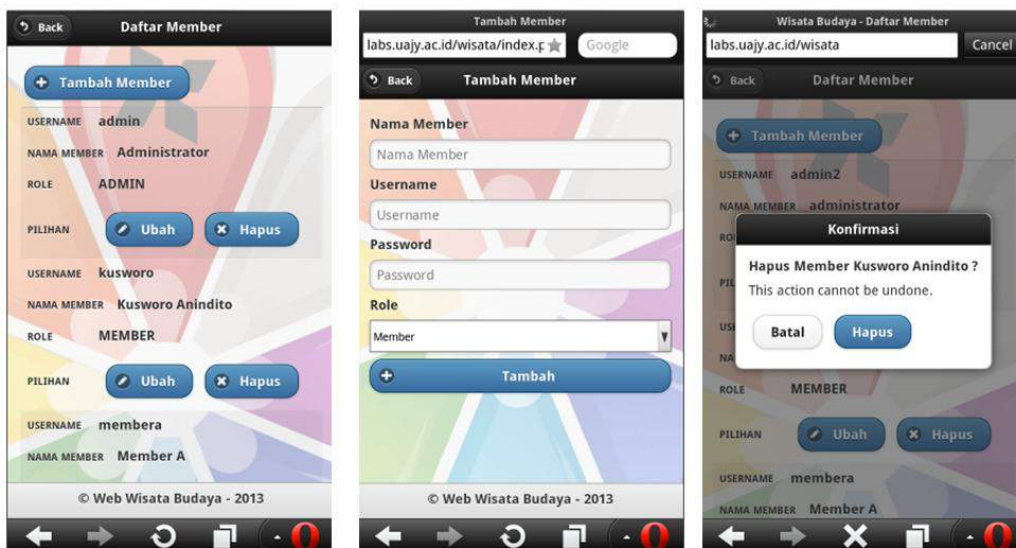 Back Daftar Member
Tambah Member
USERNAME admin
NAMA MEMBER Administrator
ROLE ADMIN
PILIHAN Ubah Hapus
USERNAME kusworo
NAMA MEMBER Kusworo Anindito
ROLE MEMBER
PILIHAN Ubah Hapus
USERNAME membera
NAMA MEMBER Member A
© Web Wisata Budaya - 2013
Tambah Member
labs.uajy.ac.id/wisata/index.p Google
Back Tambah Member
Nama Member
Nama Member
Username
Username
Password
Password
Role
Member
Tambah
© Web Wisata Budaya - 2013
Wisata Budaya - Daftar Member
labs.uajy.ac.id/wisata Cancel
Back Daftar Member
Tambah Member
USERNAME admin2
NAMA MEMBER administrator
Konfirmasi
Hapus Member Kusworo Anindito ?
This action cannot be undone.
Batal Hapus
ROLE MEMBER
PILIHAN Ubah Hapus
USERNAME membera
NAMA MEMBER Member A